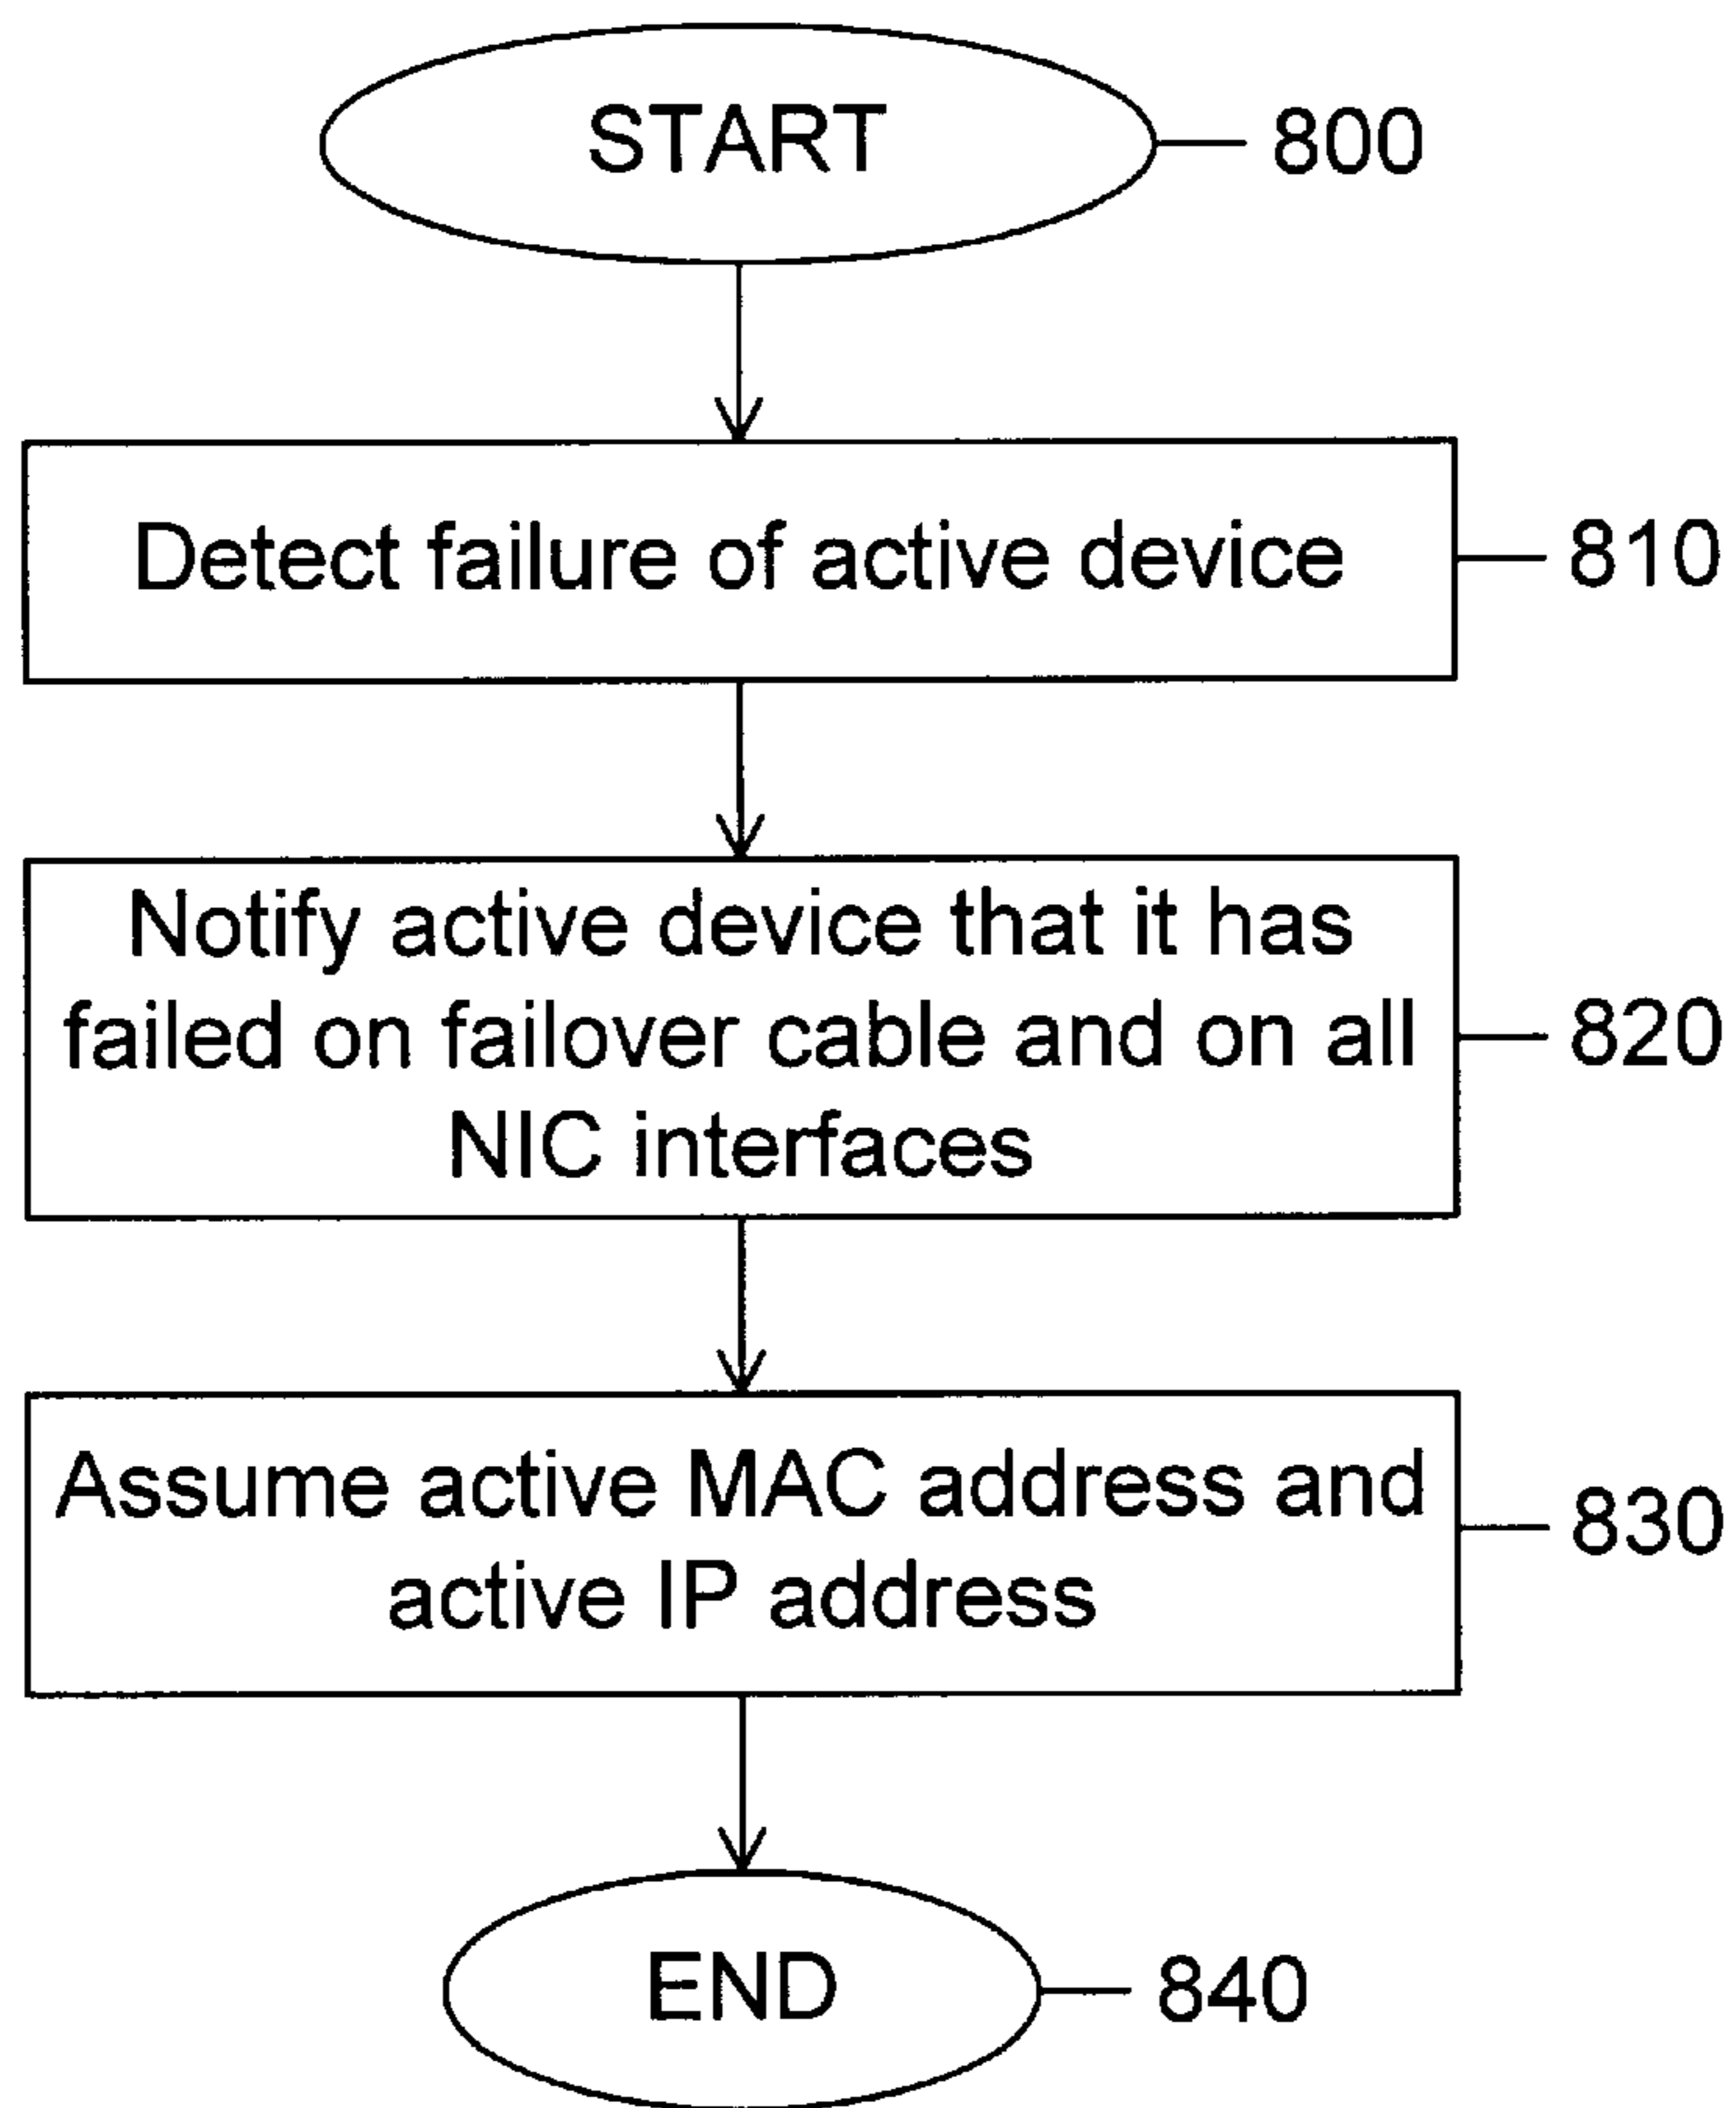 START
800
Detect failure of active device
810
Notify active device that it has
failed on failover cable and on all
NIC interfaces
820
Assume active MAC address and
active IP address
830
END
840